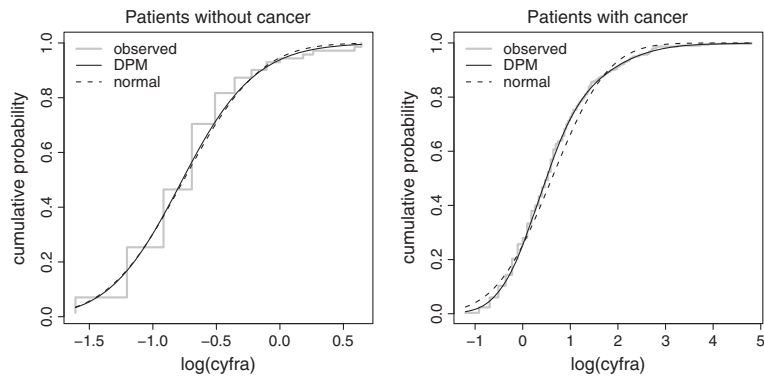 Patients without cancer
cumulative probability
0.0 0.2 0.4 0.6 0.8 1.0
observed
DPM
normal
−1.5 −1.0 −0.5 0.0 0.5
log(cyfra)
Patients with cancer
cumulative probability
0.0 0.2 0.4 0.6 0.8 1.0
observed
DPM
normal
−1 0 1 2 3 4 5
log(cyfra)